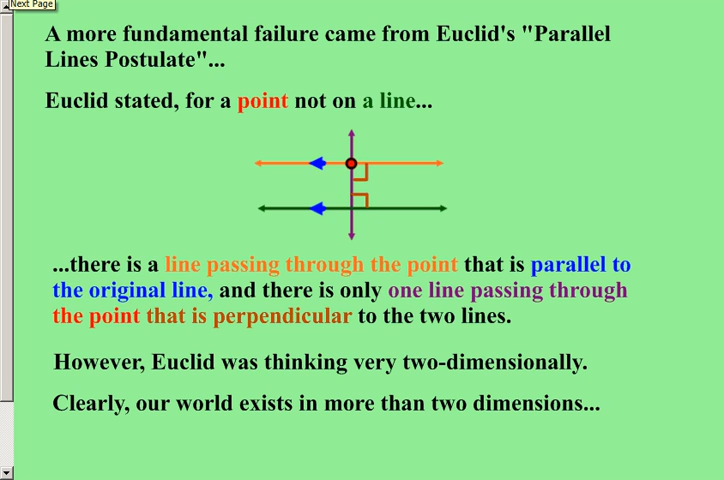 Next Page
A more fundamental failure came from Euclid's "Parallel
Lines Postulate"...
Euclid stated, for a point not on a line...
...there is a line passing through the point that is parallel to
the original line, and there is only one line passing through
the point that is perpendicular to the two lines.
However, Euclid was thinking very two-dimensionally.
Clearly, our world exists in more than two dimensions...